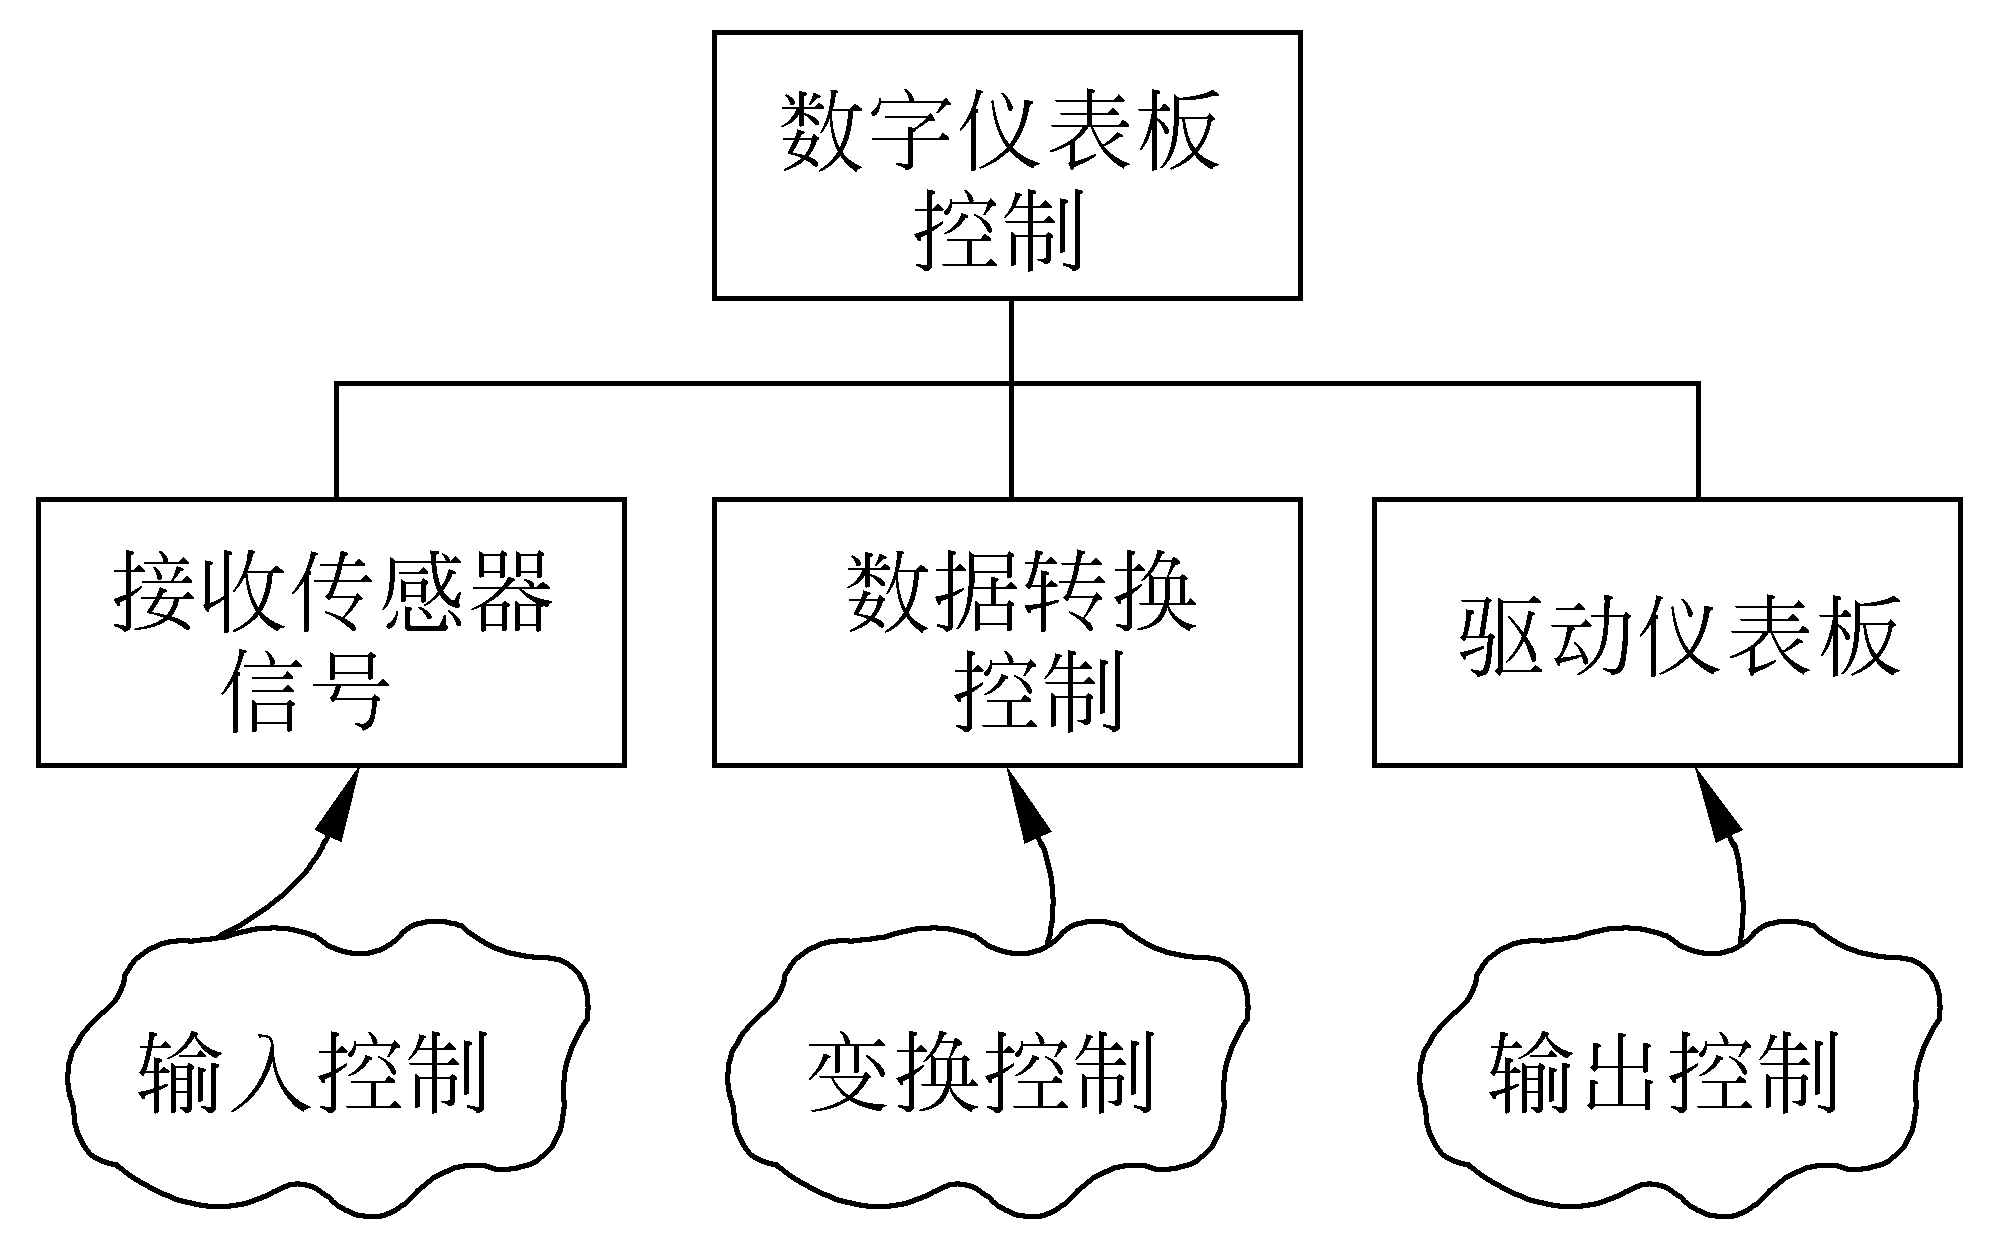 数字仪表板
控制
接收传感器
信号
数据转换
控制
驱动仪表板
输入控制
变换控制
输出控制